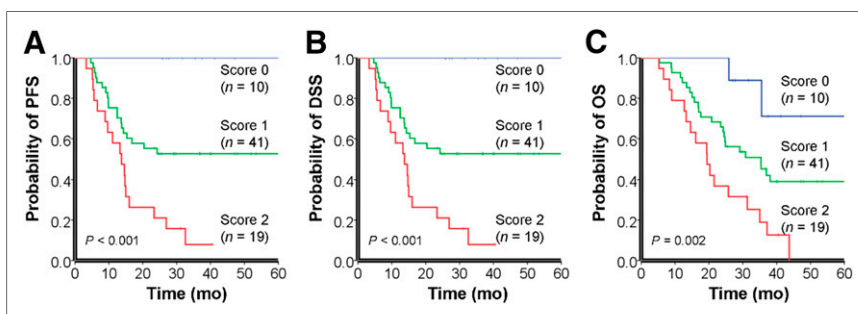 A
Probability of PFS
1.0
0.8
0.6
0.4
0.2
0.0
Score 0
(n = 10)
Score 1
(n = 41)
Score 2
(n = 19)
P < 0.001
0 10 20 30 40 50 60
Time (mo)
B
Probability of DSS
1.0
0.8
0.6
0.4
0.2
0.0
Score 0
(n = 10)
Score 1
(n = 41)
Score 2
(n = 19)
P < 0.001
0 10 20 30 40 50 60
Time (mo)
C
Probability of OS
1.0
0.8
0.6
0.4
0.2
0.0
Score 0
(n = 10)
Score 1
(n = 41)
Score 2
(n = 19)
P = 0.002
0 10 20 30 40 50 60
Time (mo)